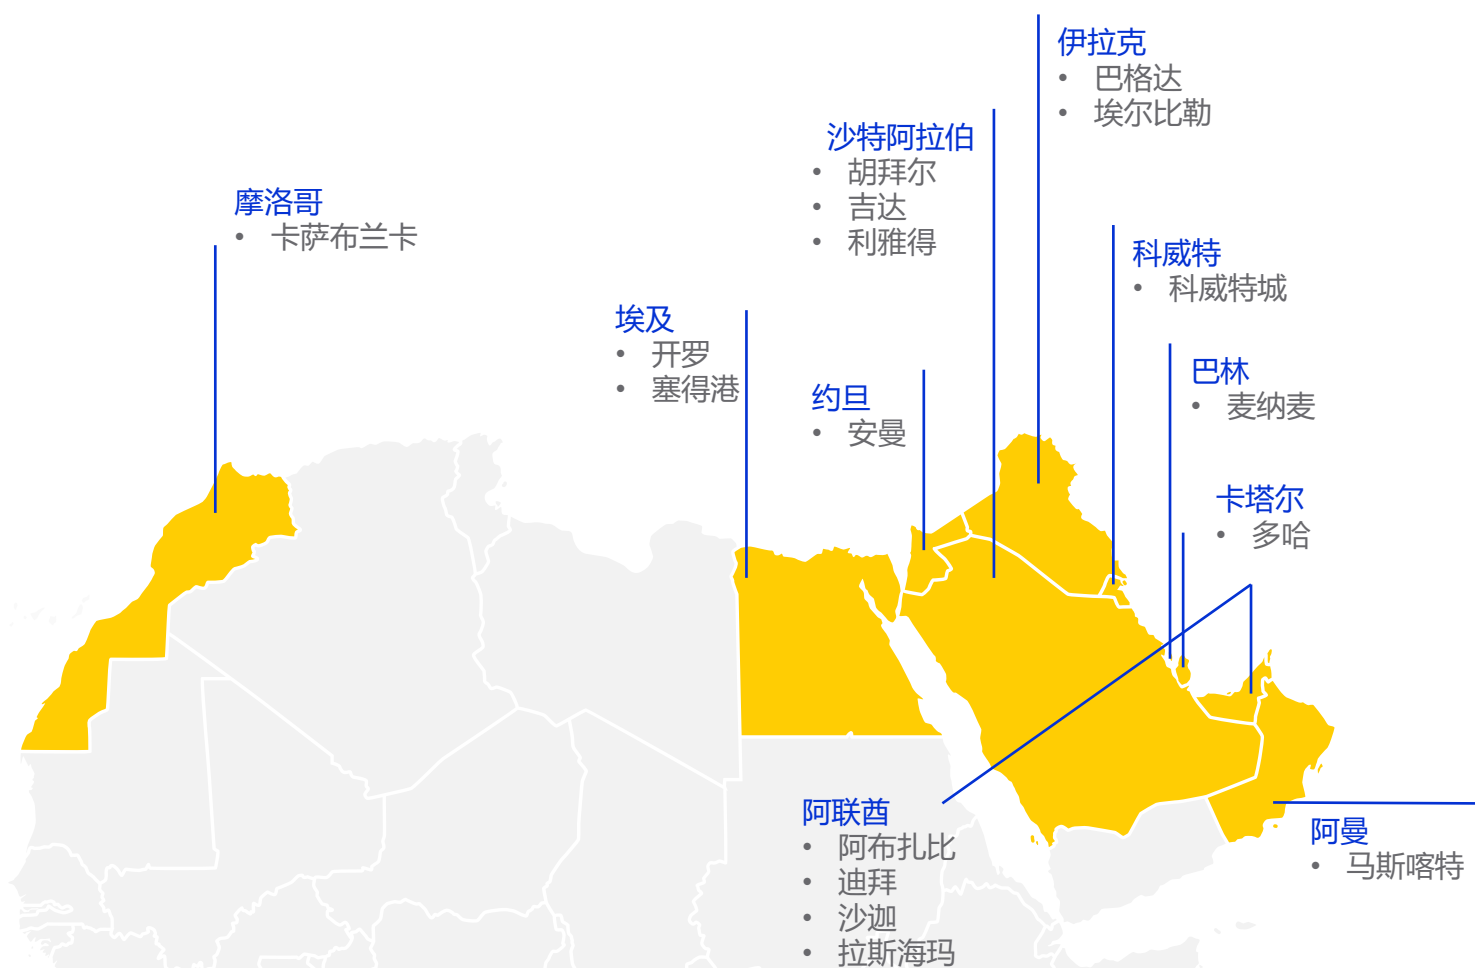 伊拉克
• 巴格达
• 埃尔比勒
沙特阿拉伯
• 胡拜尔
• 吉达
• 利雅得
摩洛哥
• 卡萨布兰卡
科威特
• 科威特城
埃及
• 开罗
• 塞得港
巴林
• 麦纳麦
约旦
• 安曼
卡塔尔
• 多哈
阿联酋
• 阿布扎比
• 迪拜
• 沙迦
• 拉斯海玛
阿曼
• 马斯喀特